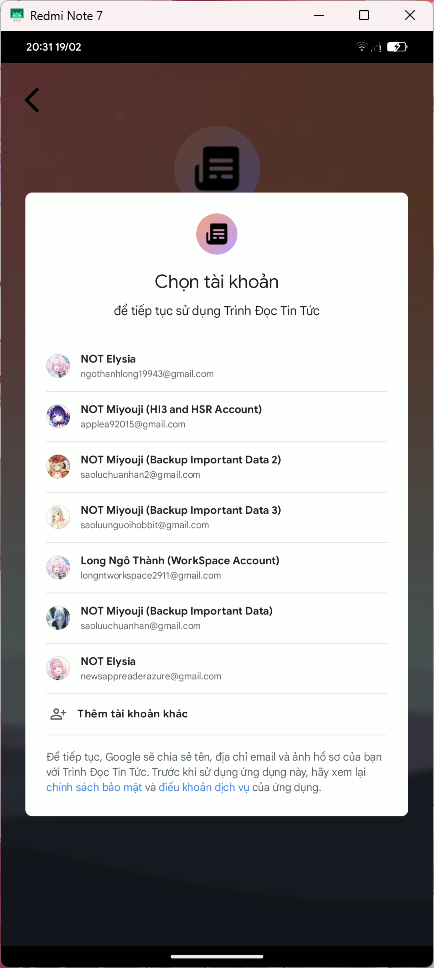 Redmi Note 7
20:31 19/02
Chọn tài khoản
để tiếp tục sử dụng Trình Đọc Tin Tức
NOT Elysia
ngothanhlong19943@gmail.com
NOT Miyouji (HI3 and HSR Account)
applea92015@gmail.com
NOT Miyouji (Backup Important Data 2)
saoluchuanhan2@gmail.com
NOT Miyouji (Backup Important Data 3)
saoluunguoihobbit@gmail.com
Long Ngô Thành (WorkSpace Account)
longntworkspace2911@gmail.com
NOT Miyouji (Backup Important Data)
saoluuchuanhan@gmail.com
NOT Elysia
newsappreaderazure@gmail.com
Thêm tài khoản khác
Để tiếp tục, Google sẽ chia sẻ tên, địa chỉ email và ảnh hồ sơ của bạn
với Trình Đọc Tin Tức. Trước khi sử dụng ứng dụng này, hãy xem lại
chính sách bảo mật và điều khoản dịch vụ của ứng dụng.